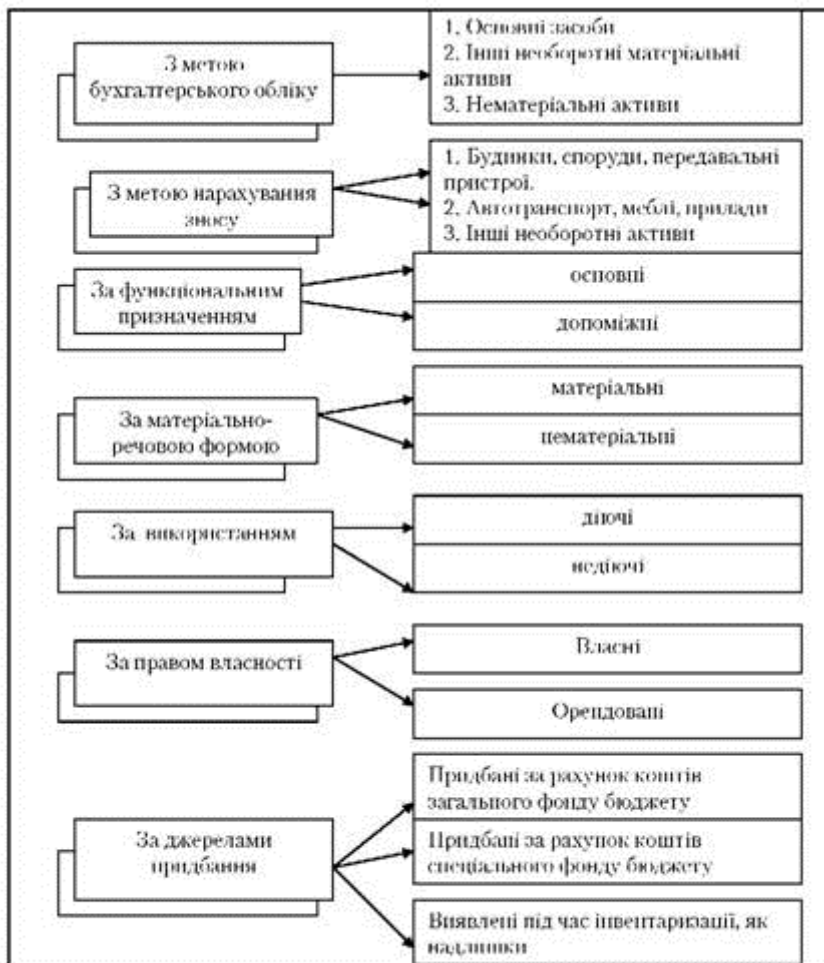 З метою
бухгалтерського обліку
1. Основні засоби
2. Інші необоротні матеріальні
активи
3. Нематеріальні активи
З метою нарахування
зносу
1. Будинки, споруди, передавальні
пристрої.
2. Автотранспорт, меблі, прилади
3. Інші необоротні активи
За функціональним
призначенням
основні
допоміжні
За матеріально-
речовою формою
матеріальні
нематеріальні
За використанням
діючі
недіючі
За правом власності
Власні
Орендовані
За джерелами
придбання
Придбані за рахунок коштів
загального фонду бюджету
Придбані за рахунок коштів
спеціального фонду бюджету
Виявлені під час інвентаризації, як
надлишки